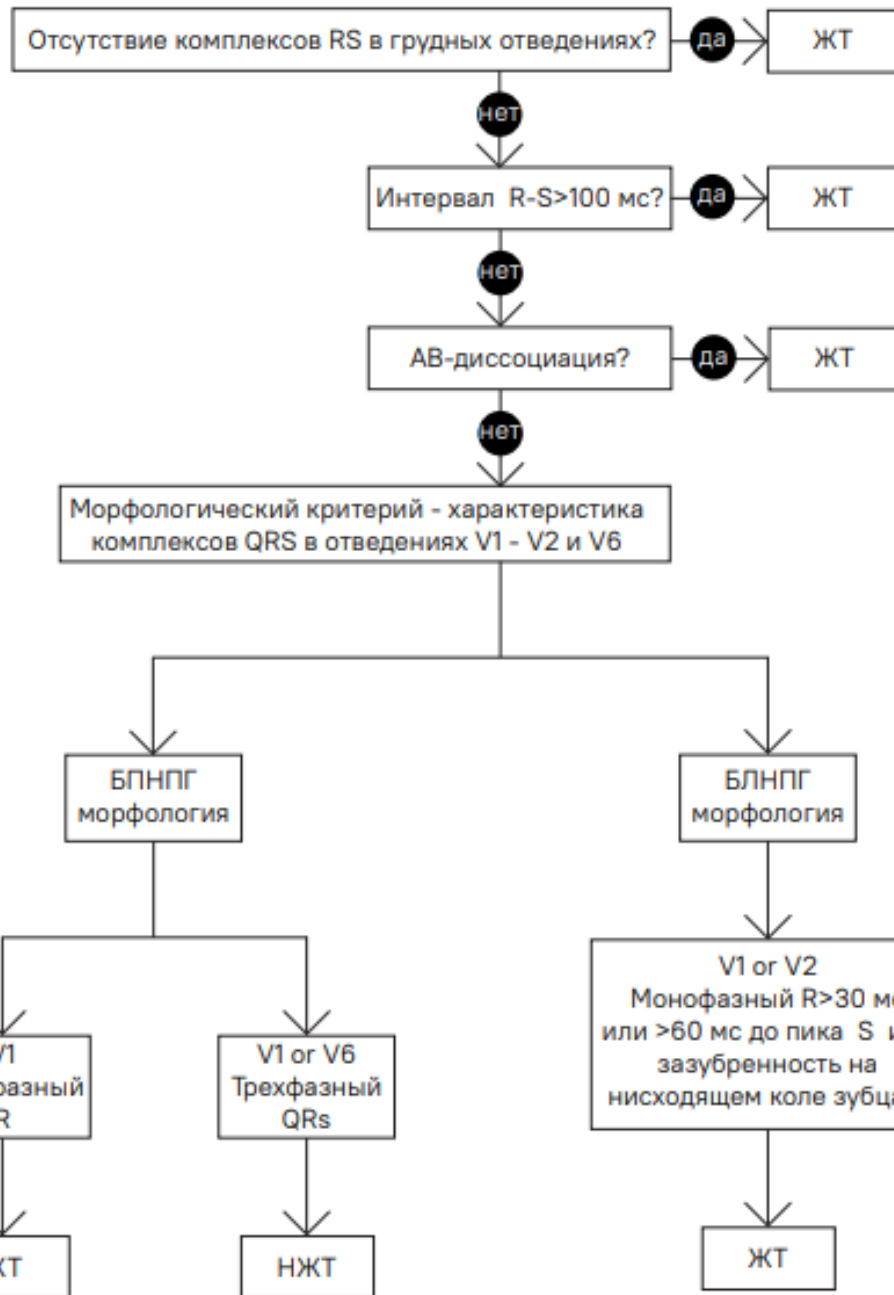 Отсутствие комплексов RS в грудных отведениях?
да
ЖТ
нет
Интервал R-S>100 мс?
да
ЖТ
нет
АВ-диссоциация?
да
ЖТ
нет
Морфологический критерий - характеристика
комплексов QRS в отведениях V1 - V2 и V6
БПНПГ
морфология
БЛНПГ
морфология
V1 or V6
Трехфазный
QRs
V1 or V2
Монофазный R>30
или >60 мс до пика S
зазубренность на
нисходящем коле
НЖТ
ЖТ